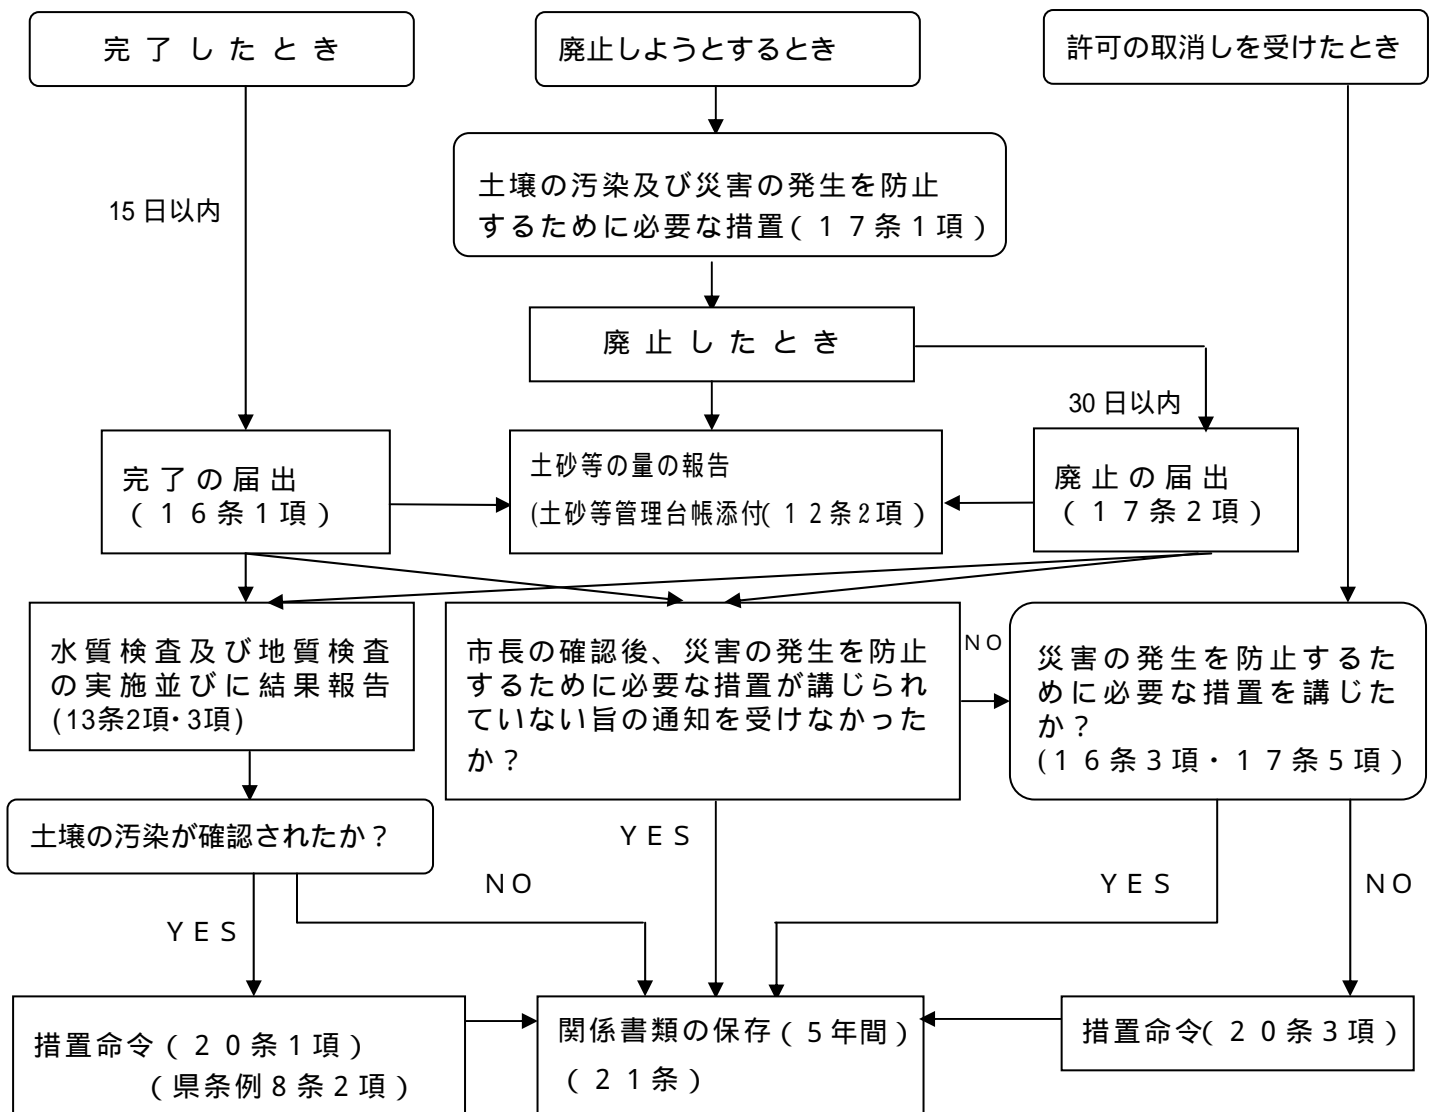 完了したとき
廃止しようとするとき
許可の取消しを受けたとき
土壌の汚染及び災害の発生を防止
するために必要な措置(17条1項)
15日以内
廃止したとき
30日以内
完了の届出
(16条1項)
土砂等の量の報告
(土砂等管理台帳添付(12条2項)
廃止の届出
(17条2項)
水質検査及び地質検査
の実施並びに結果報告
(13条2項・3項)
市長の確認後、災害の発生を防止
するために必要な措置が講じられ
ていない旨の通知を受けなかった
か?
NO
災害の発生を防止するた
めに必要な措置を講じた
か?
(16条3項・17条5項)
土壌の汚染が確認されたか?
YES
NO
YES
NO
YES
措置命令(20条1項)
(県条例8条2項)
関係書類の保存(5年間)
(21条)
措置命令(20条3項)